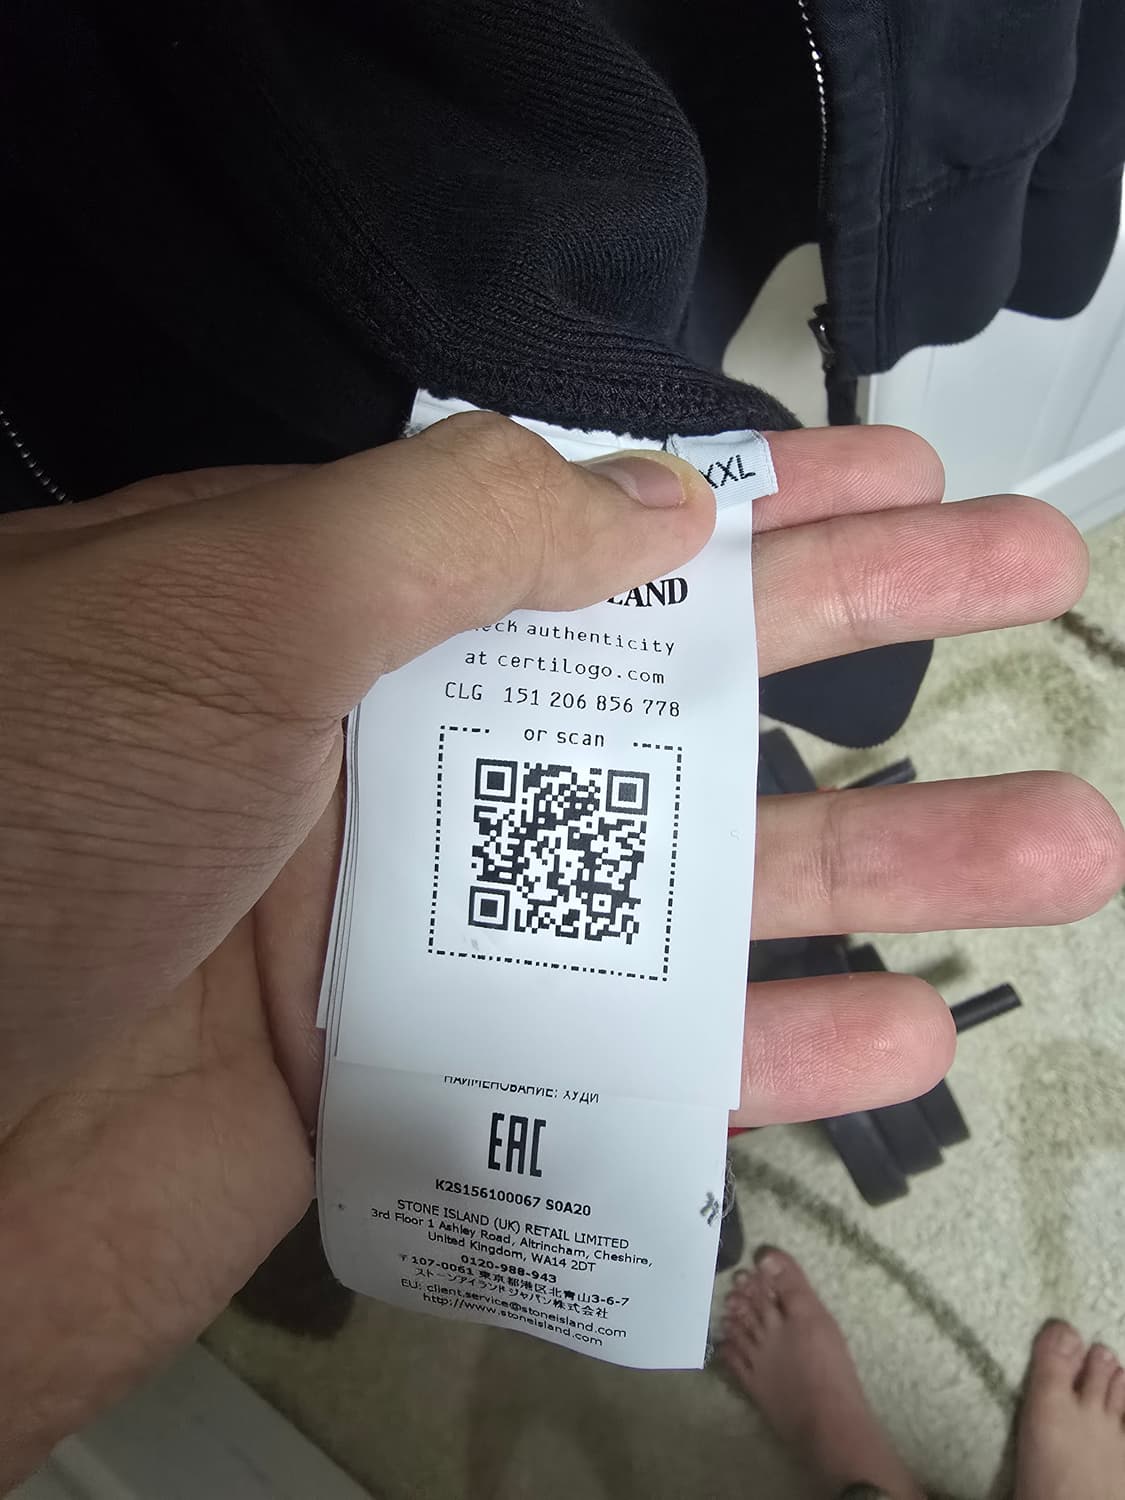 XXL
LAND
check authenticity
at certilogo.com
CLG 151 206 856 778
or scan
НАИМЕНОВАНИЕ: ХУДИ
EAC
K2S156100067 S0A20
STONE ISLAND (UK) RETAIL LIMITED
3rd Floor 1 Ashley Road, Altrincham, Cheshire,
United Kingdom, WA14 2DT
0120-988-943
〒107-0061 東京都港区北青山3-6-7
ストーンアイランドジャパン株式会社
EU: client.service@stoneisland.com
http://www.stoneisland.com